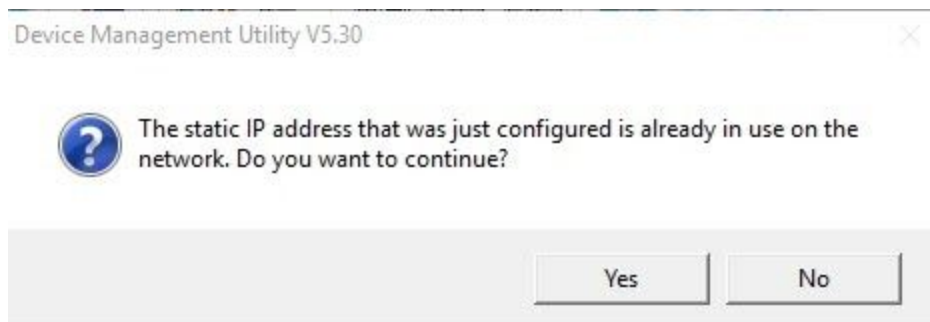 Device Management Utility V5.30
The static IP address that was just configured is already in use on the
network. Do you want to continue?
Yes
No